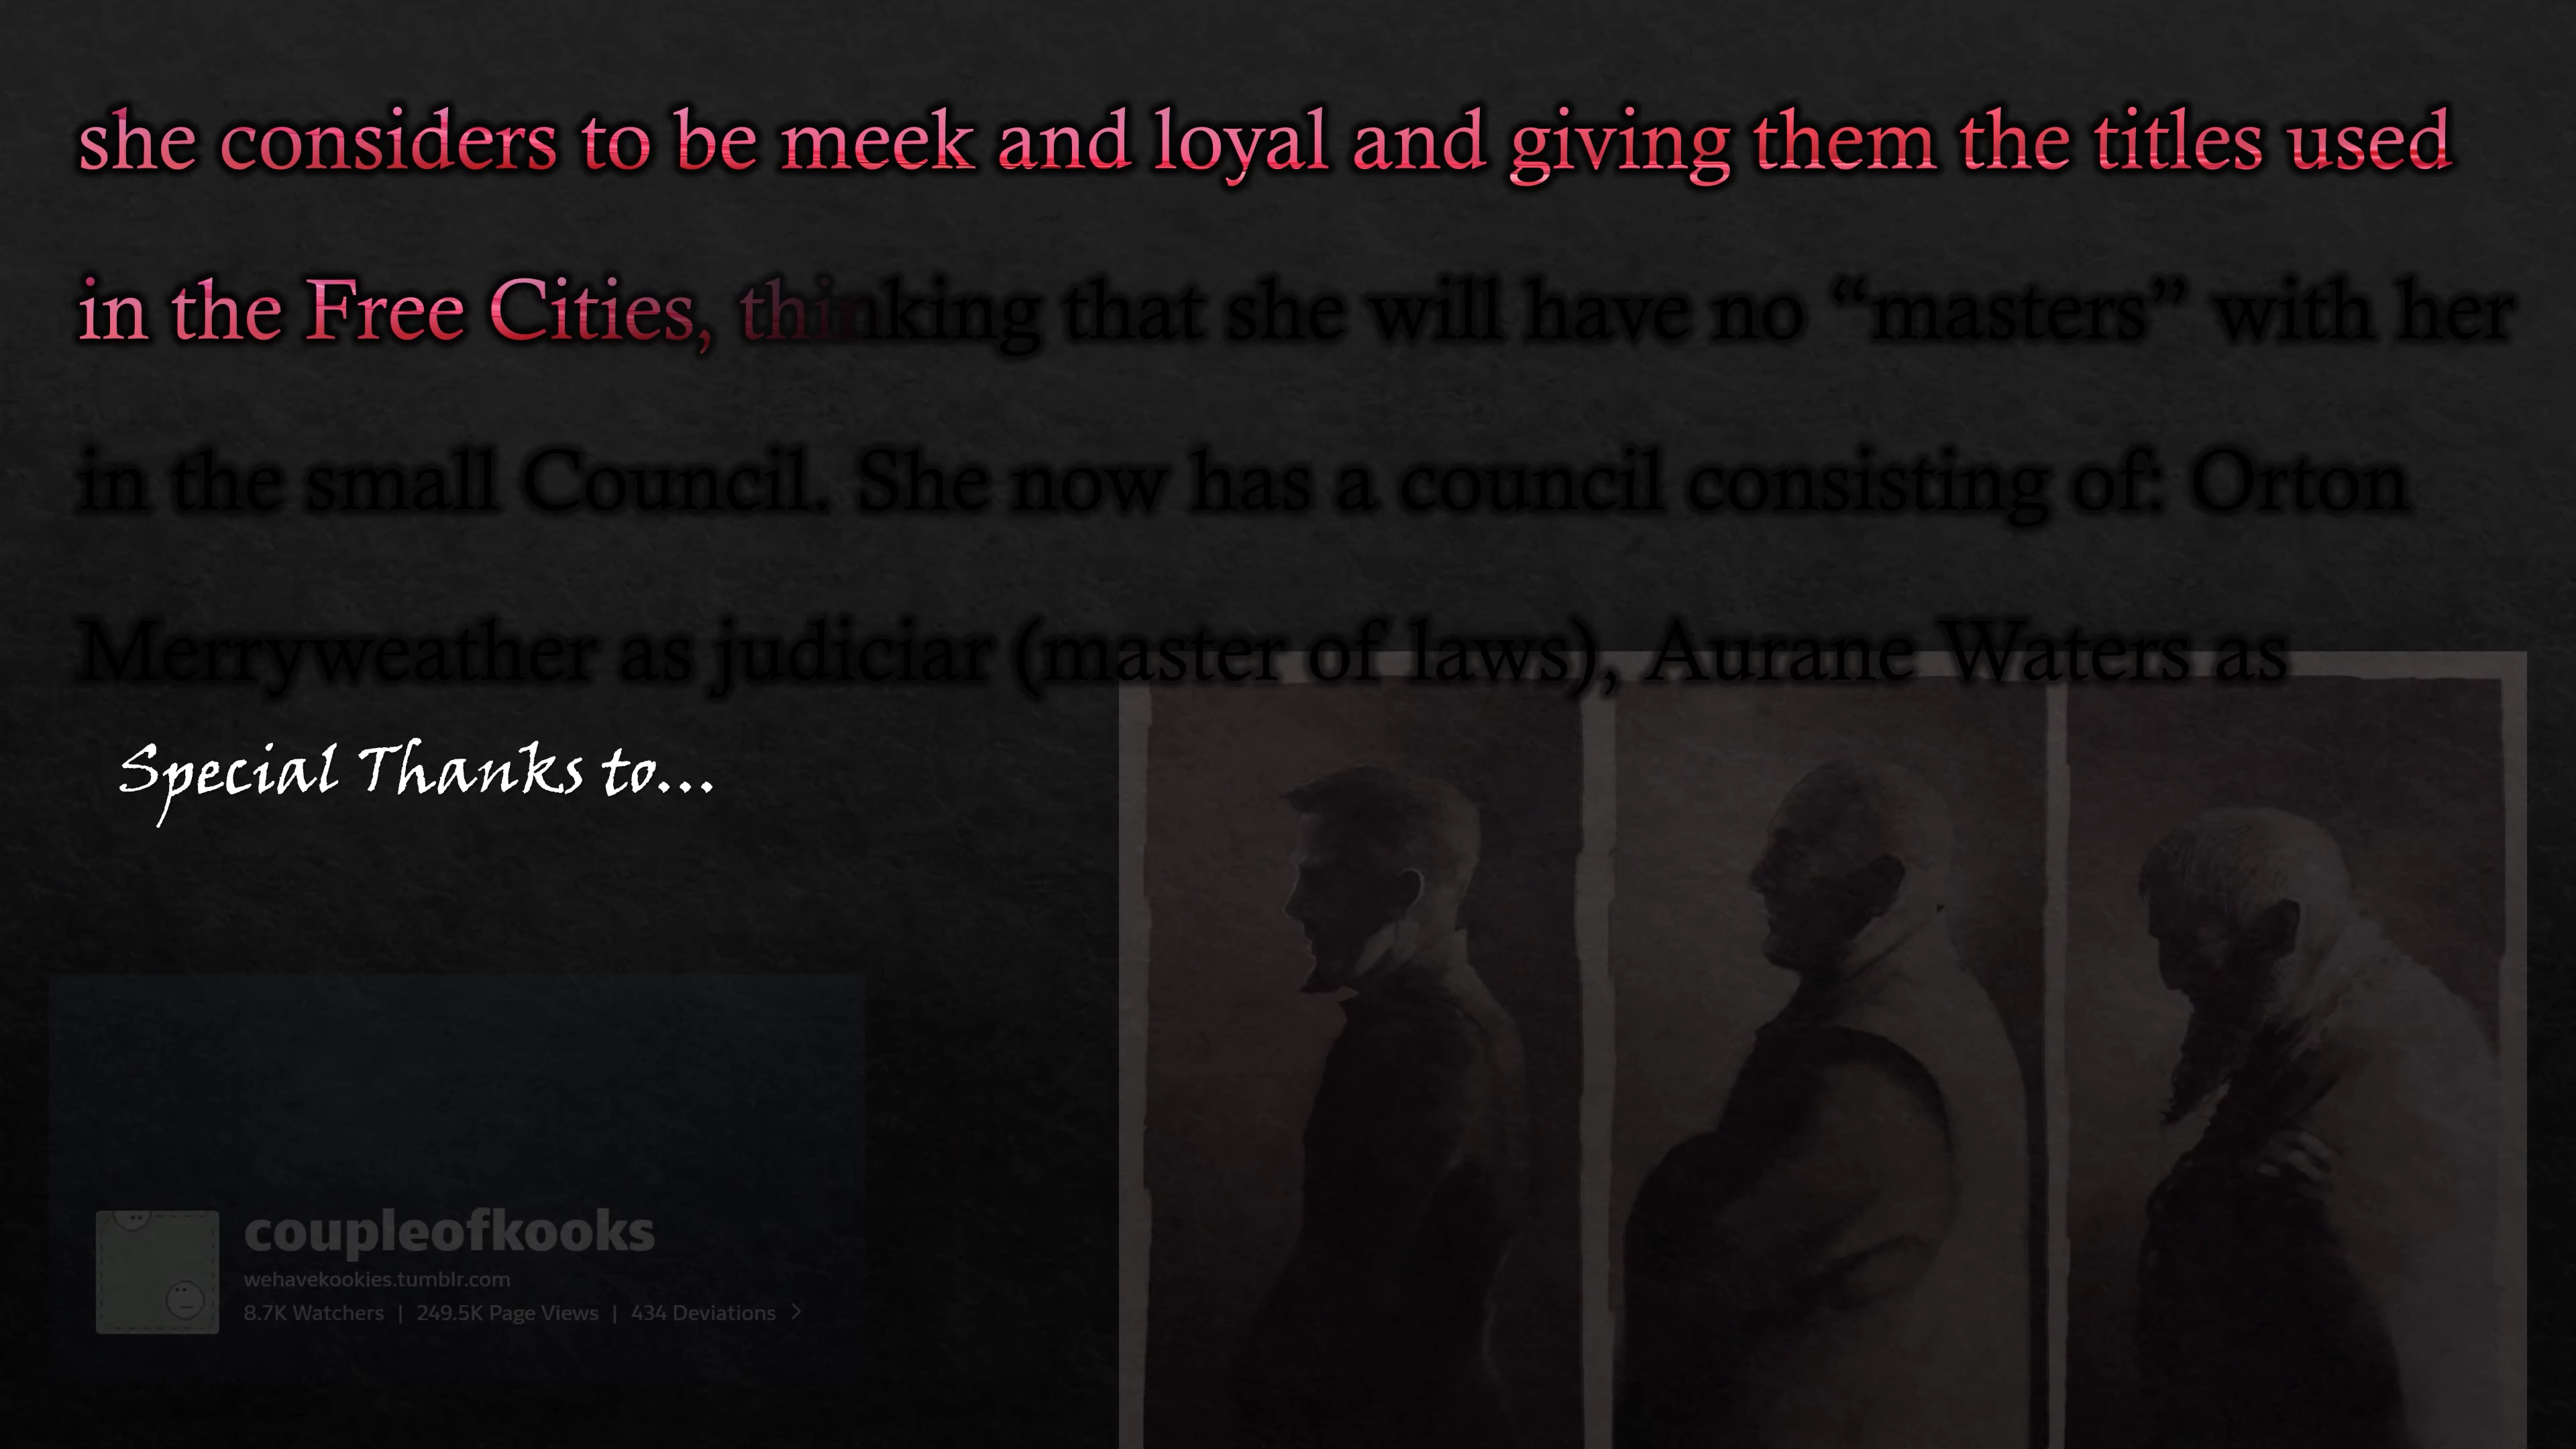 she considers to be meek and loyal and giving them the titles used
in the Free Cities, thinking that she will have no “masters” with her
in the small Council. She now has a council consisting of: Orton
Merryweather as judiciar (master of laws), Aurane Waters as
Special Thanks to...
coupleofkooks
wehavekookies.tumblr.com
8.7K Watchers | 249.5K Page Views | 434 Deviations >